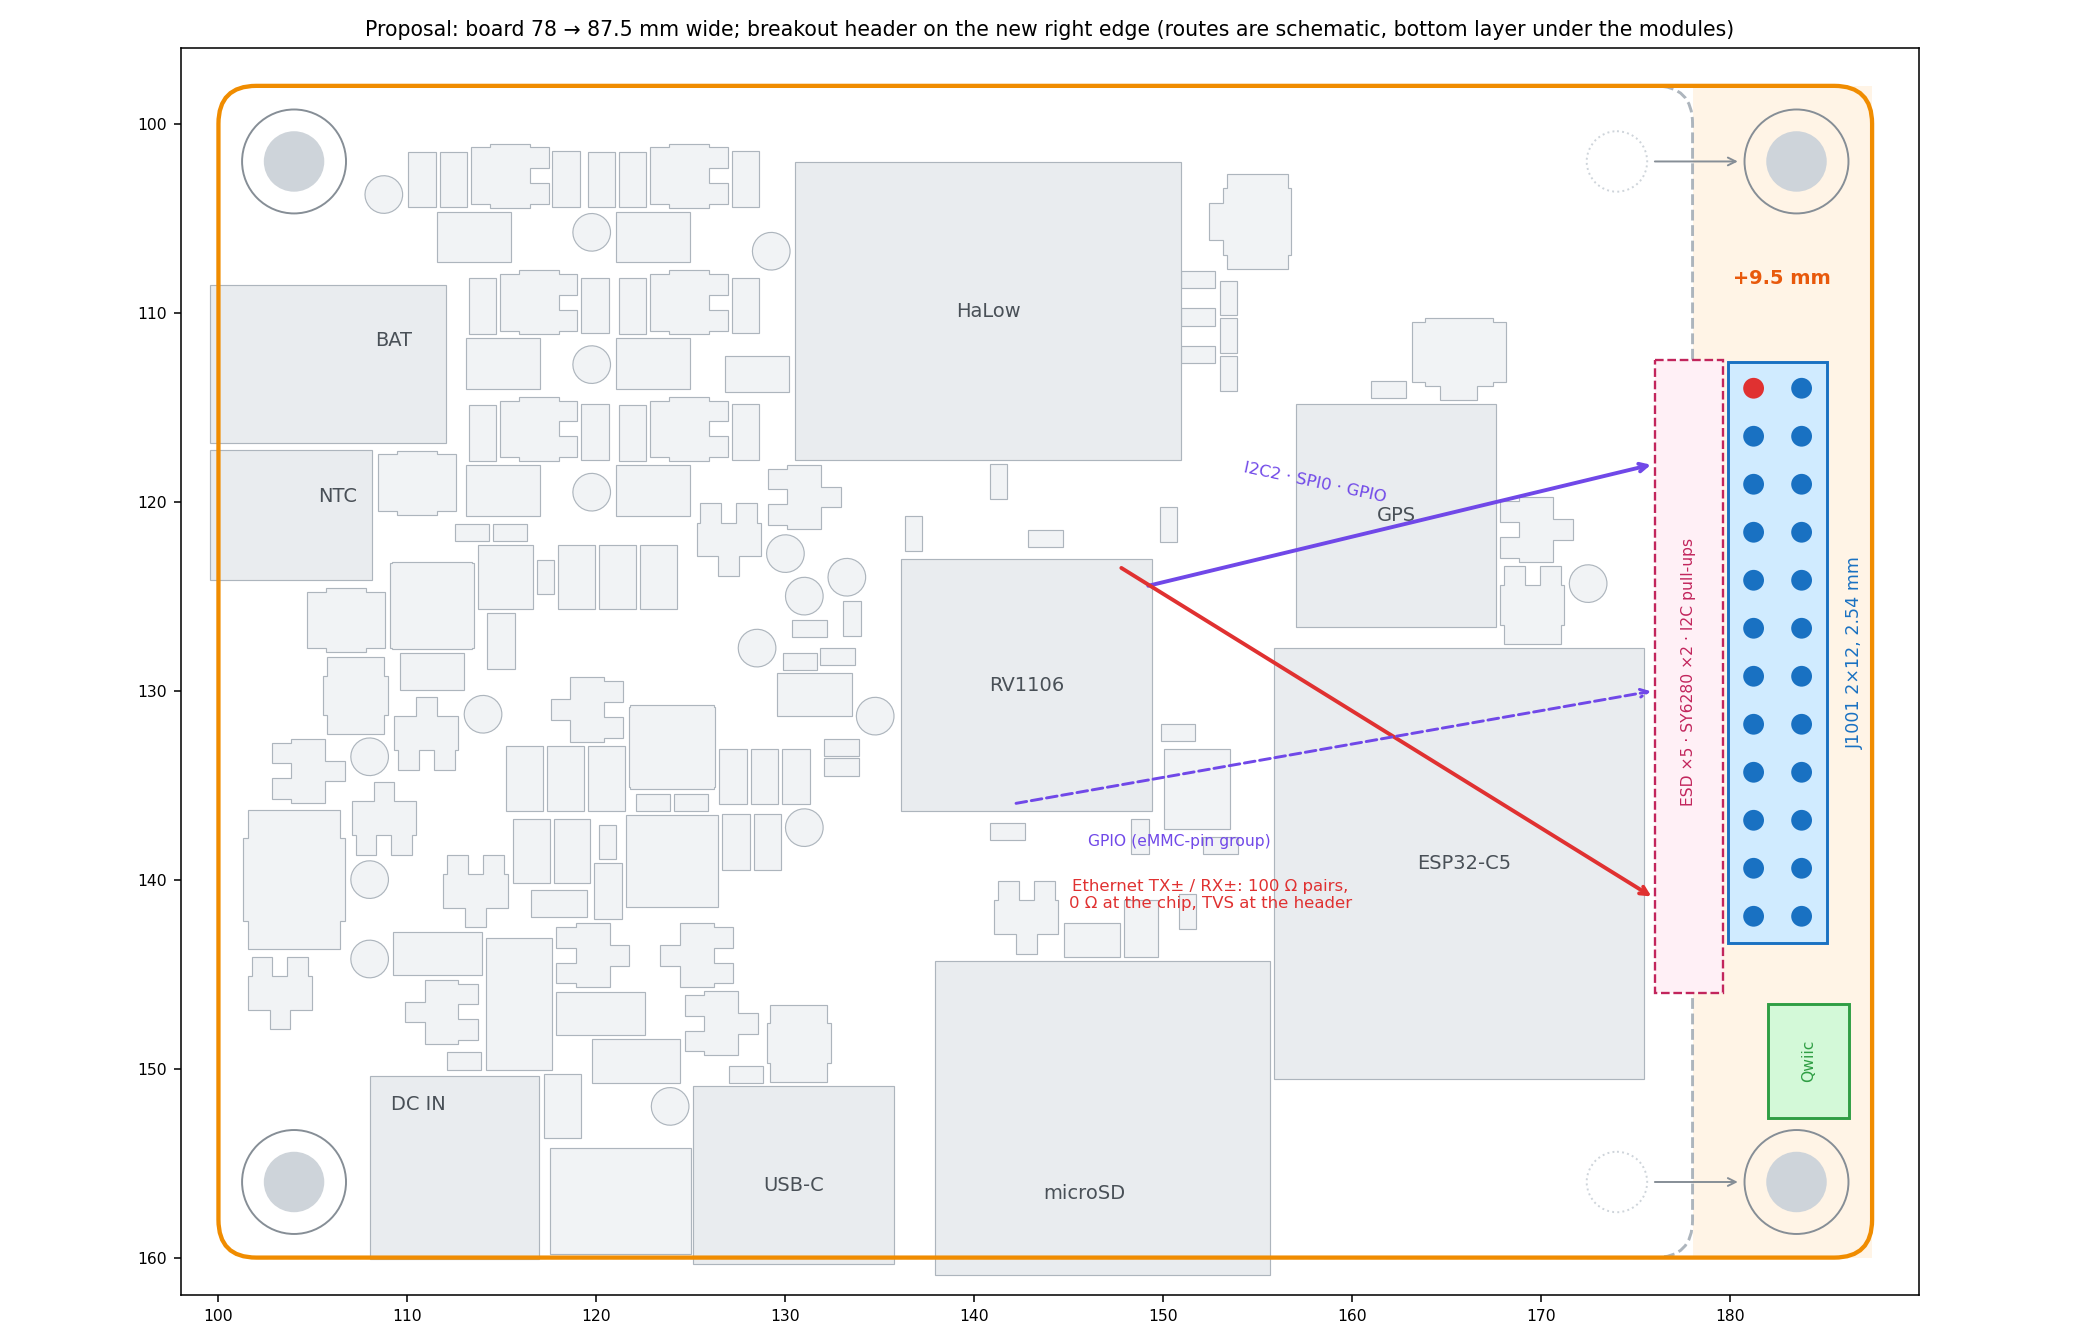 Proposal: board 78 → 87.5 mm wide; breakout header on the new right edge (routes are schematic, bottom layer under the modules)
100
110
120
130
140
150
160
+9.5 mm
HaLow
BAT
NTC
I2C2 · SPI0 · GPIO
GPS
RV1106
ESD ×5 · SY6280 ×2 · I2C pull-ups
J1001 2×12, 2.54 mm
GPIO (eMMC-pin group)
ESP32-C5
Ethernet TX± / RX±: 100 Ω pairs,
0 Ω at the chip, TVS at the header
Qwiic
DC IN
USB-C
microSD
100
110
120
130
140
150
160
170
180